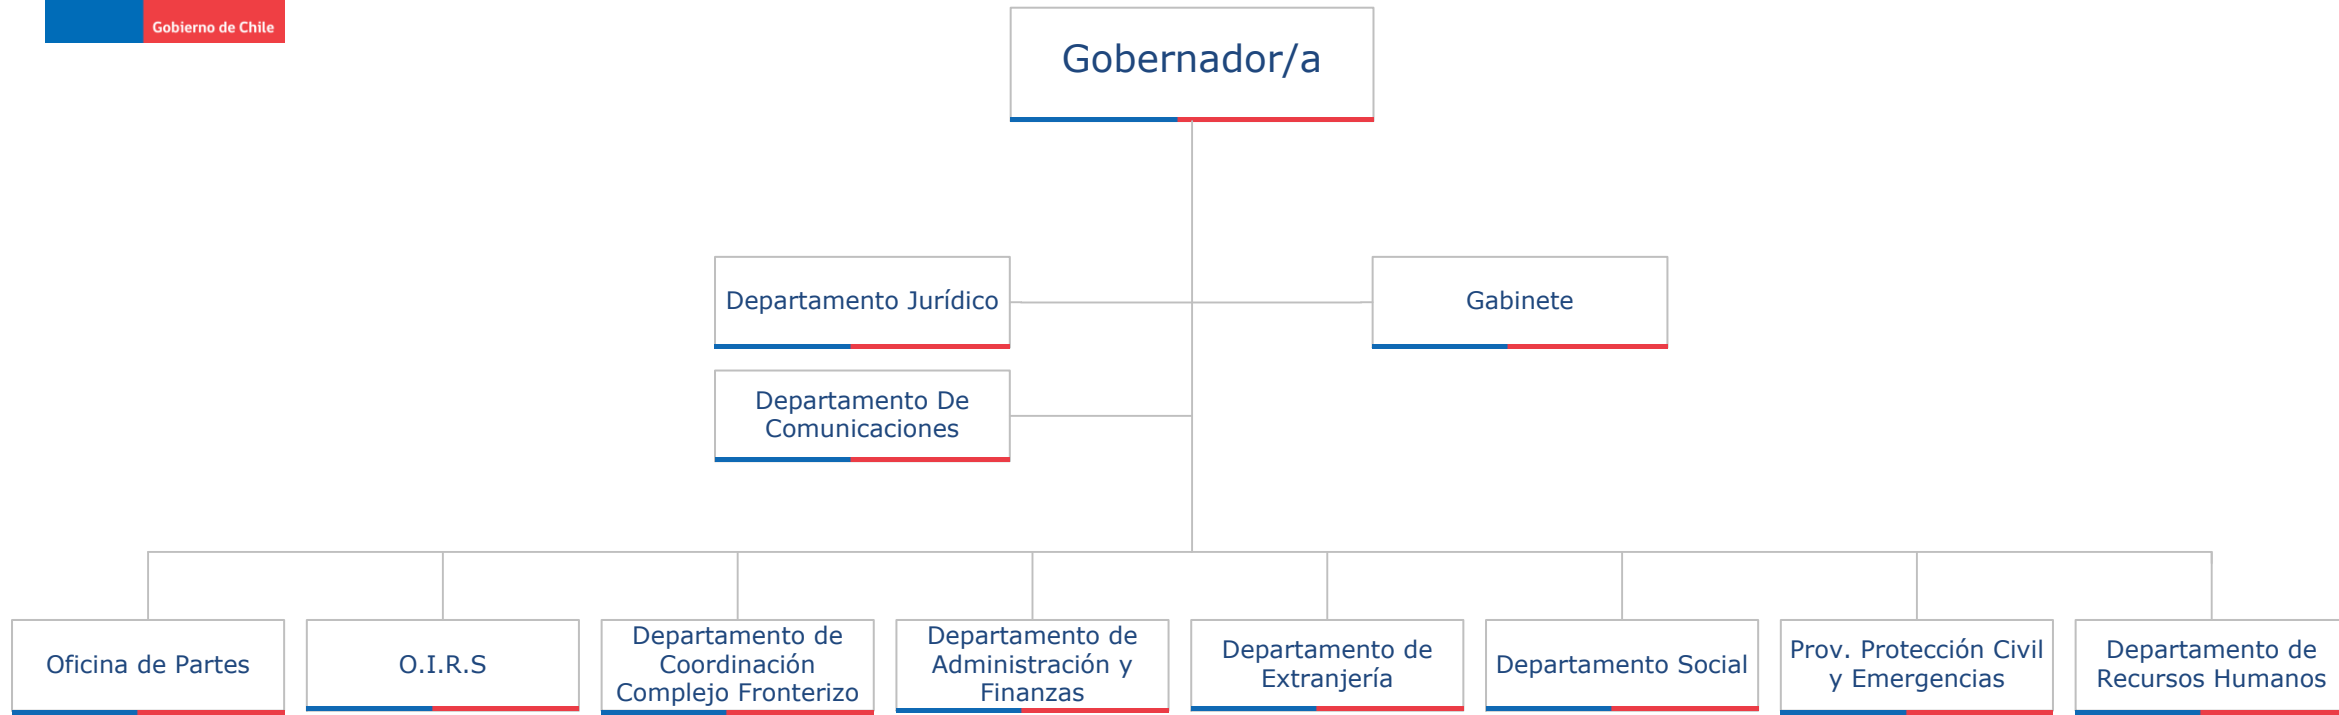 Gobierno de Chile
Gobernador/a
Departamento Jurídico
Gabinete
Departamento De
Comunicaciones
Oficina de Partes
O.I.R.S
Departamento de
Coordinación
Complejo Fronterizo
Departamento de
Administración y
Finanzas
Departamento de
Extranjería
Departamento Social
Prov. Protección Civil
y Emergencias
Departamento de
Recursos Humanos